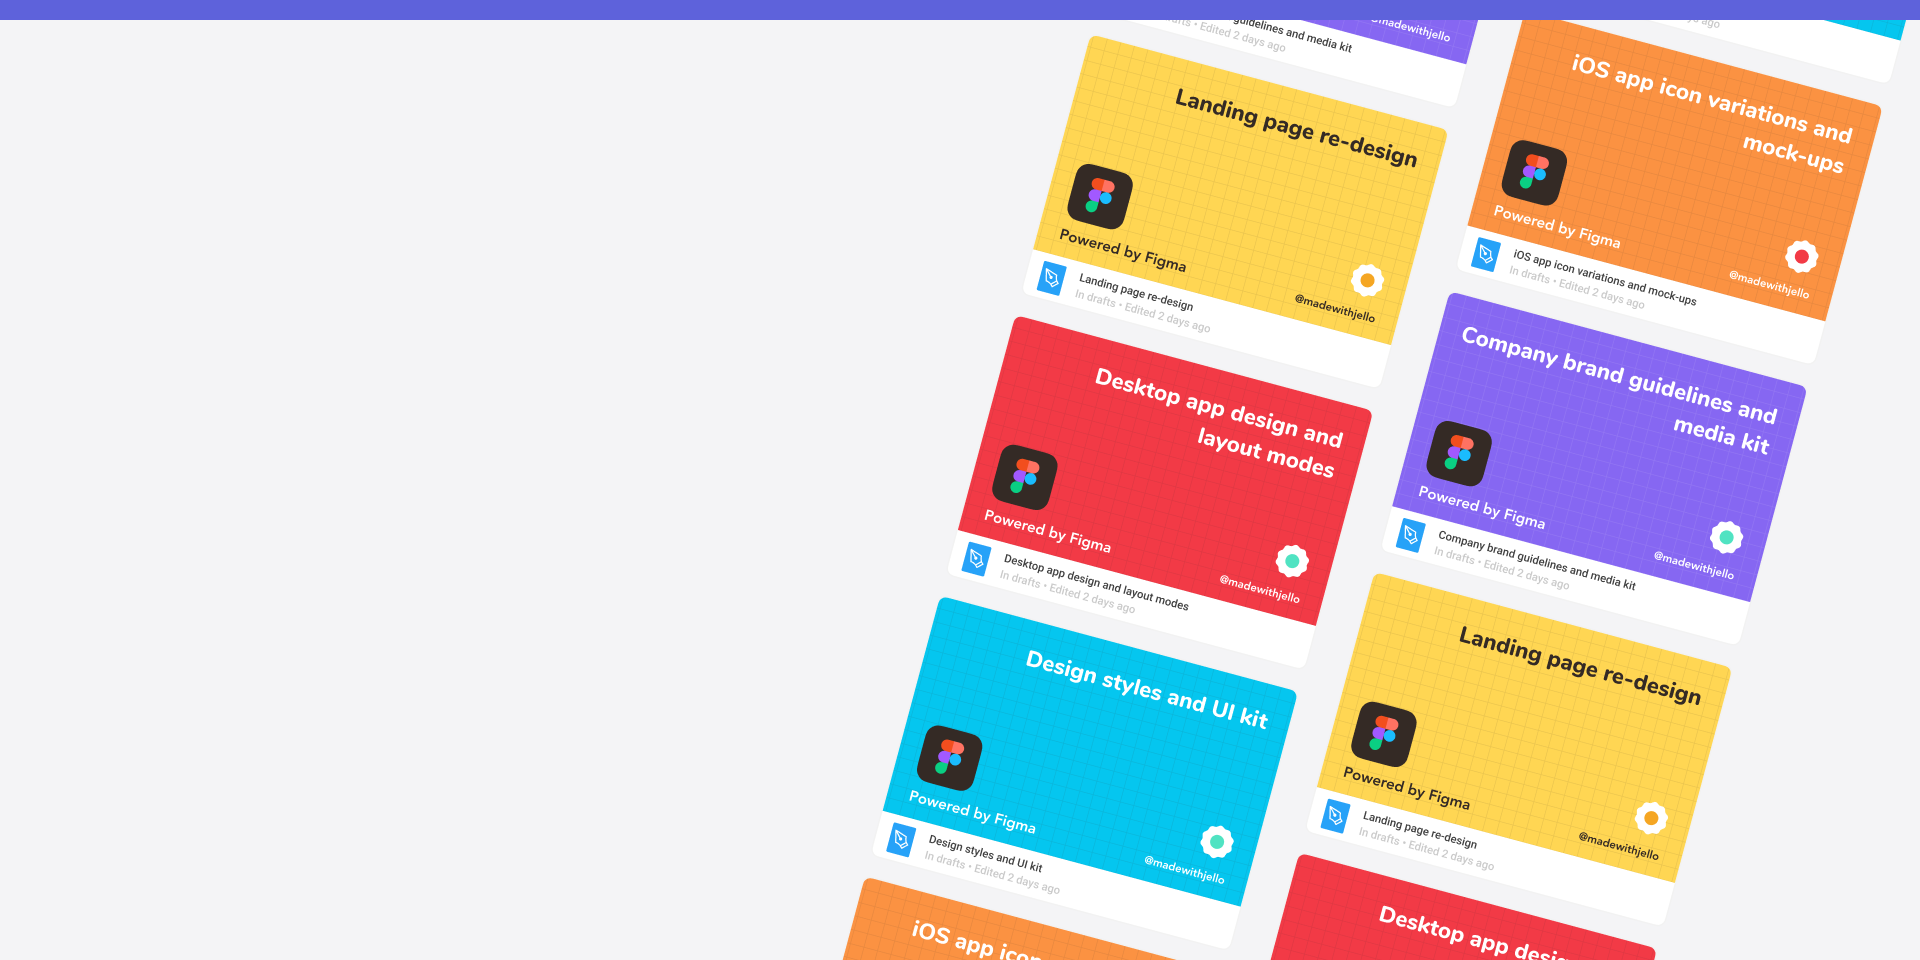 guidelines and media kit
Edited 2 days ago
@madewithjello
Landing page re-design
Powered by Figma
@madewithjello
Landing page re-design
In drafts • Edited 2 days ago
Desktop app design and
layout modes
Powered by Figma
@madewithjello
Desktop app design and layout modes
In drafts • Edited 2 days ago
Design styles and UI kit
Powered by Figma
@madewithjello
Design styles and UI kit
In drafts • Edited 2 days ago
iOS app icon
ago
iOS app icon variations and
mock-ups
Powered by Figma
@madewithjello
iOS app icon variations and mock-ups
In drafts • Edited 2 days ago
Company brand guidelines and
media kit
Powered by Figma
@madewithjello
Company brand guidelines and media kit
In drafts • Edited 2 days ago
Landing page re-design
Powered by Figma
@madewithjello
Landing page re-design
In drafts • Edited 2 days ago
Desktop app